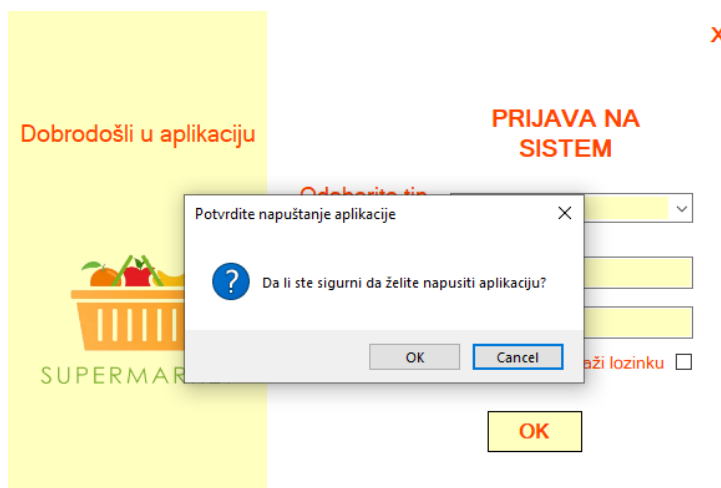 X
Dobrodošli u aplikaciju
PRIJAVA NA
SISTEM
Potvrdite napuštanje aplikacije
Da li ste sigurni da želite napusiti aplikaciju?
OK
Cancel
lozinku
OK